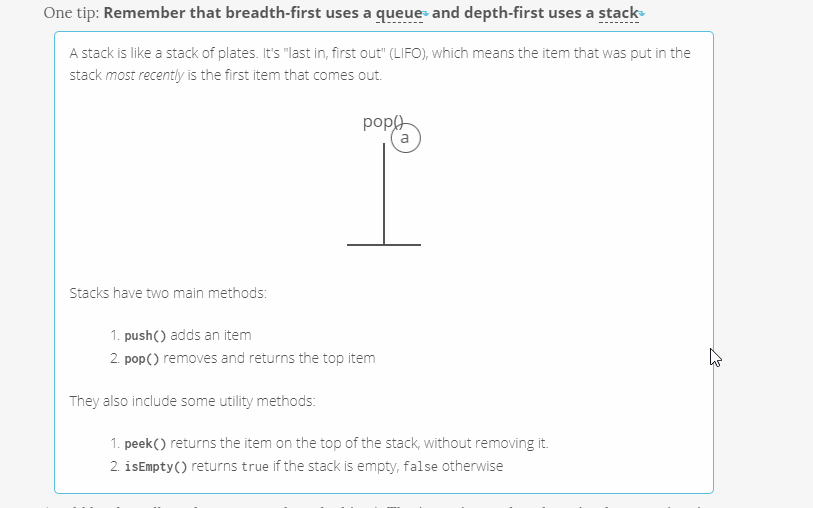 One tip: Remember that breadth-first uses a queue and depth-first uses a stack
A stack is like a stack of plates. It's "last in, first out" (LIFO), which means the item that was put in the
stack most recently is the first item that comes out.
pop()
a
Stacks have two main methods:
1. push() adds an item
2. pop() removes and returns the top item
They also include some utility methods:
1. peek() returns the item on the top of the stack, without removing it.
2. isEmpty() returns true if the stack is empty, false otherwise